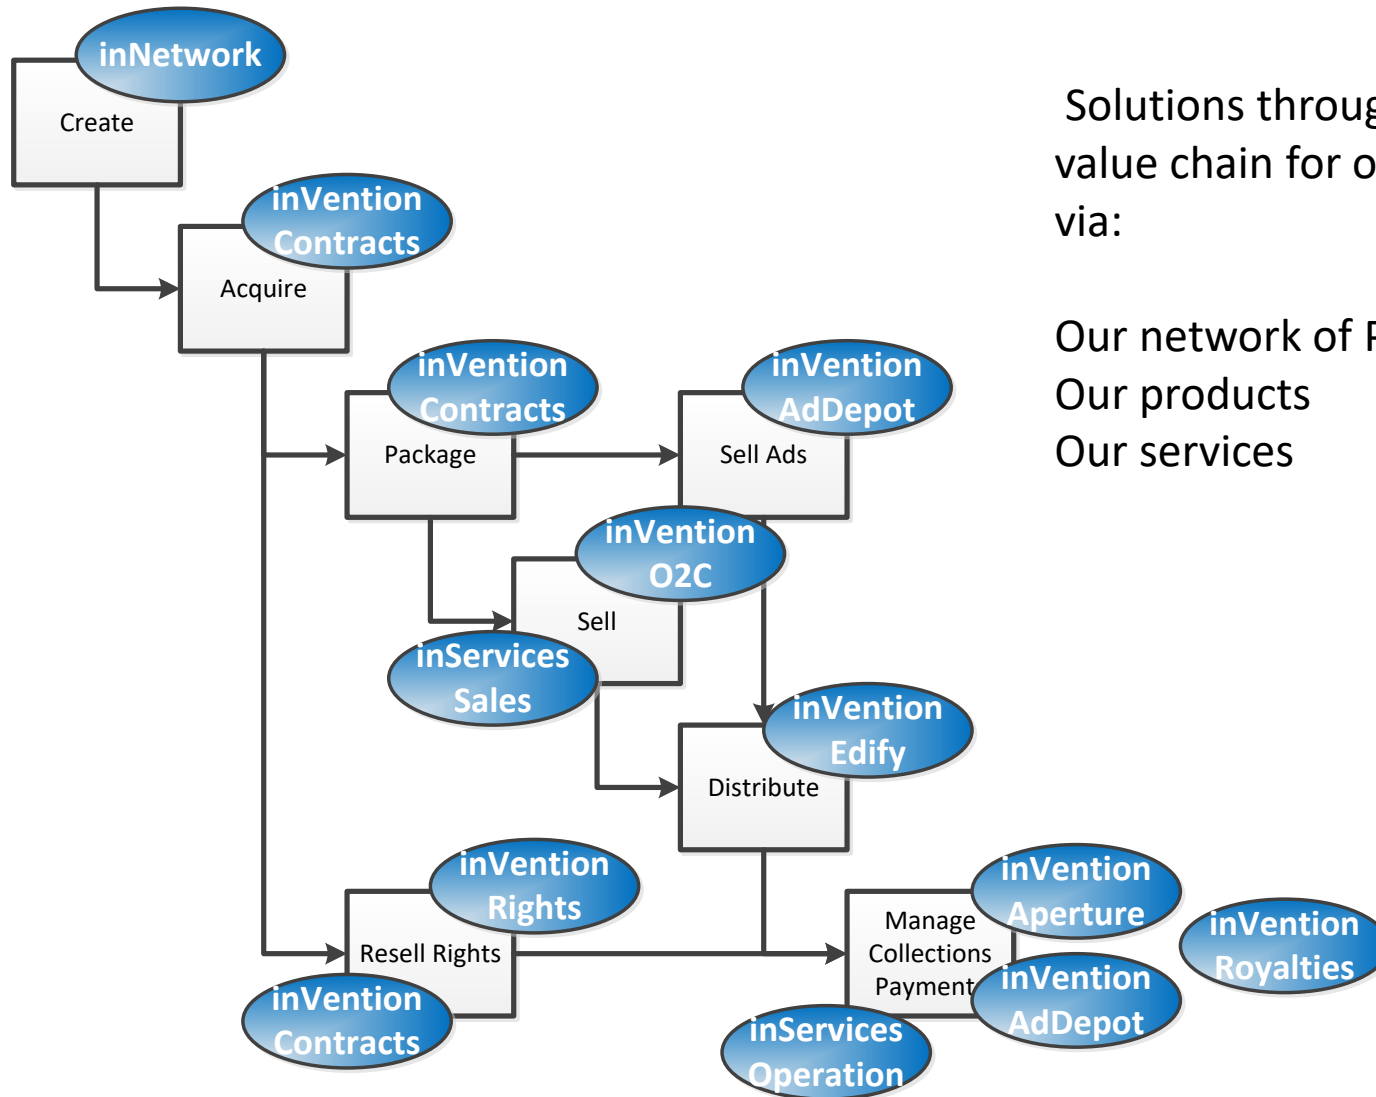 inNetwork
Create
Solutions throug
value chain for o
via:
inVention
Contracts
Acquire
Our network of P
Our products
Our services
inVention
Contracts
Package
inVention
AdDepot
Sell Ads
inVention
O2C
Sell
inServices
Sales
inVention
Edify
Distribute
inVention
Rights
Resell Rights
inVention
Contracts
inVention
Aperture
Manage
Collections
Payment
inVention
Royalties
inVention
AdDepot
inServices
Operation